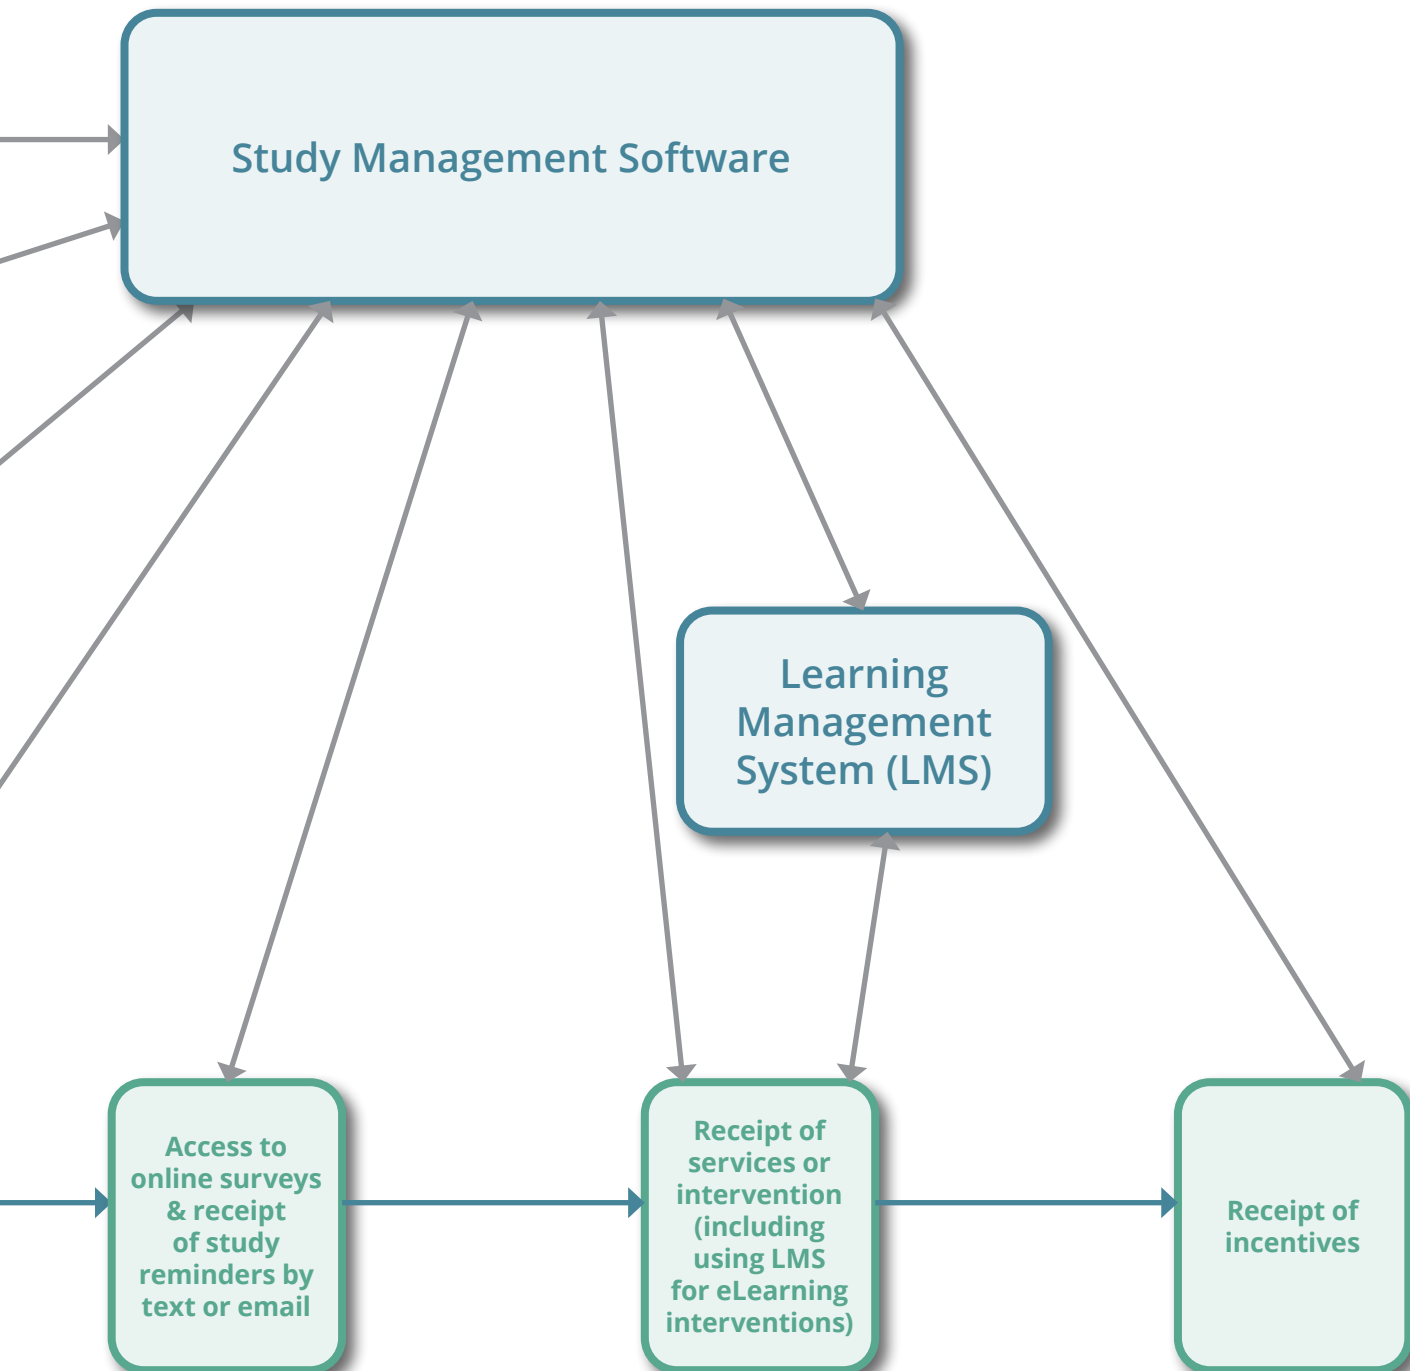 Study Management Software
Learning
Management
System (LMS)
Access to
online surveys
& receipt
of study
reminders by
text or email
Receipt of
services or
intervention
(including
using LMS
for eLearning
interventions)
Receipt of
incentives